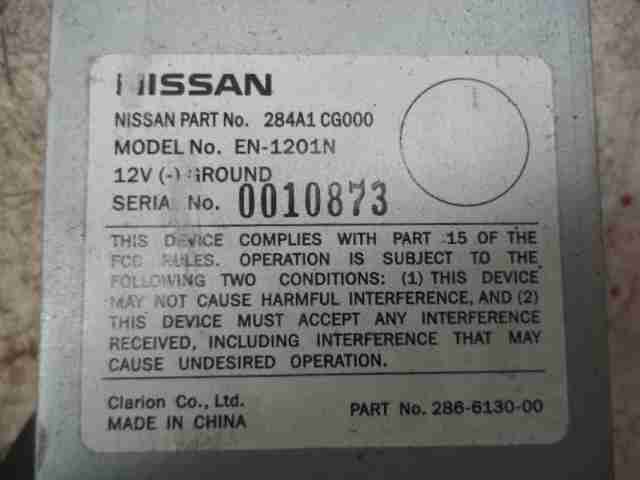 NISSAN
NISSAN PART No. 284A1 CG000
MODEL No. EN-1201N
12V (-) GROUND
SERIAL No. 0010873
THIS DEVICE COMPLIES WITH PART 15 OF THE
FCC RULES. OPERATION IS SUBJECT TO THE
FOLLOWING TWO CONDITIONS: (1) THIS DEVICE
MAY NOT CAUSE HARMFUL INTERFERENCE, AND (2)
THIS DEVICE MUST ACCEPT ANY INTERFERENCE
RECEIVED, INCLUDING INTERFERENCE THAT MAY
CAUSE UNDESIRED OPERATION.
Clarion Co., Ltd.
MADE IN CHINA
PART No. 286-6130-00